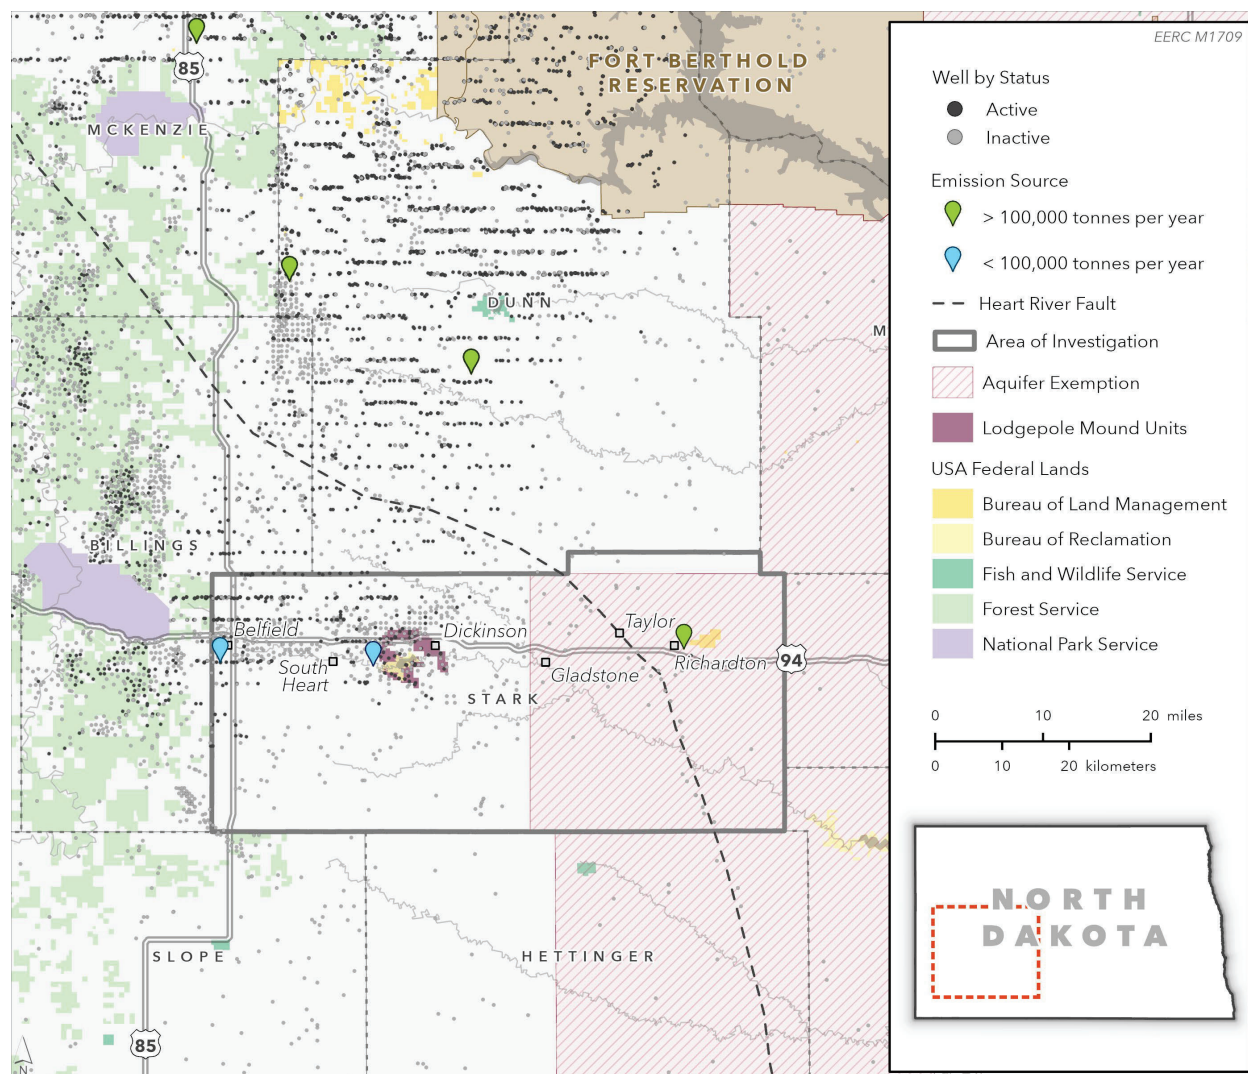 EERC M1709
Well by Status
Active
Inactive
Emission Source
> 100,000 tonnes per year
< 100,000 tonnes per year
Heart River Fault
Area of Investigation
Aquifer Exemption
Lodgepole Mound Units
USA Federal Lands
Bureau of Land Management
Bureau of Reclamation
Fish and Wildlife Service
Forest Service
National Park Service
0 10 20 miles
0 10 20 kilometers
NORTH
DAKOTA
85
FORT BERTHOLD
RESERVATION
MCKENZIE
DUNN
M
BILLINGS
Belfield
South
Heart
Dickinson
Taylor
Richardton
Gladstone
94
STARK
SLOPE
HETTINGER
85
N